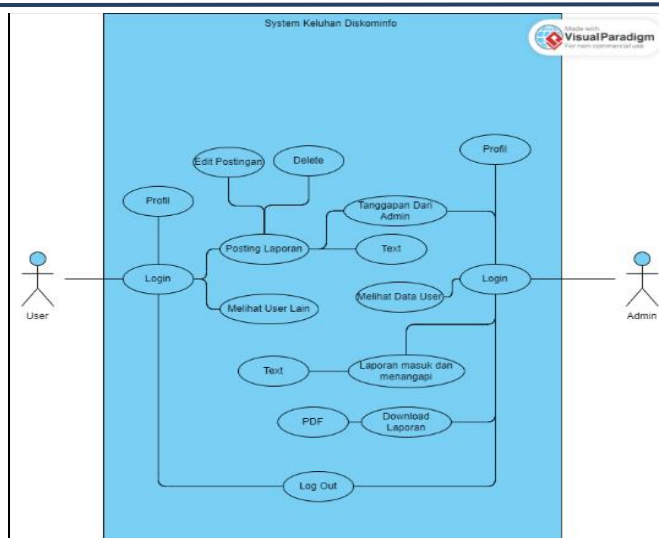 System Keluhan Diskominfo
Made with
VisualParadigm
For non-commercial use
Edit Postingan
Delete
Profil
Profil
Tanggapan Dari
Admin
Posting Laporan
Text
Login
Login
User
Admin
Melihat User Lain
Melihat Data User
Text
Laporan masuk dan
menangapi
PDF
Download
Laporan
Log Out